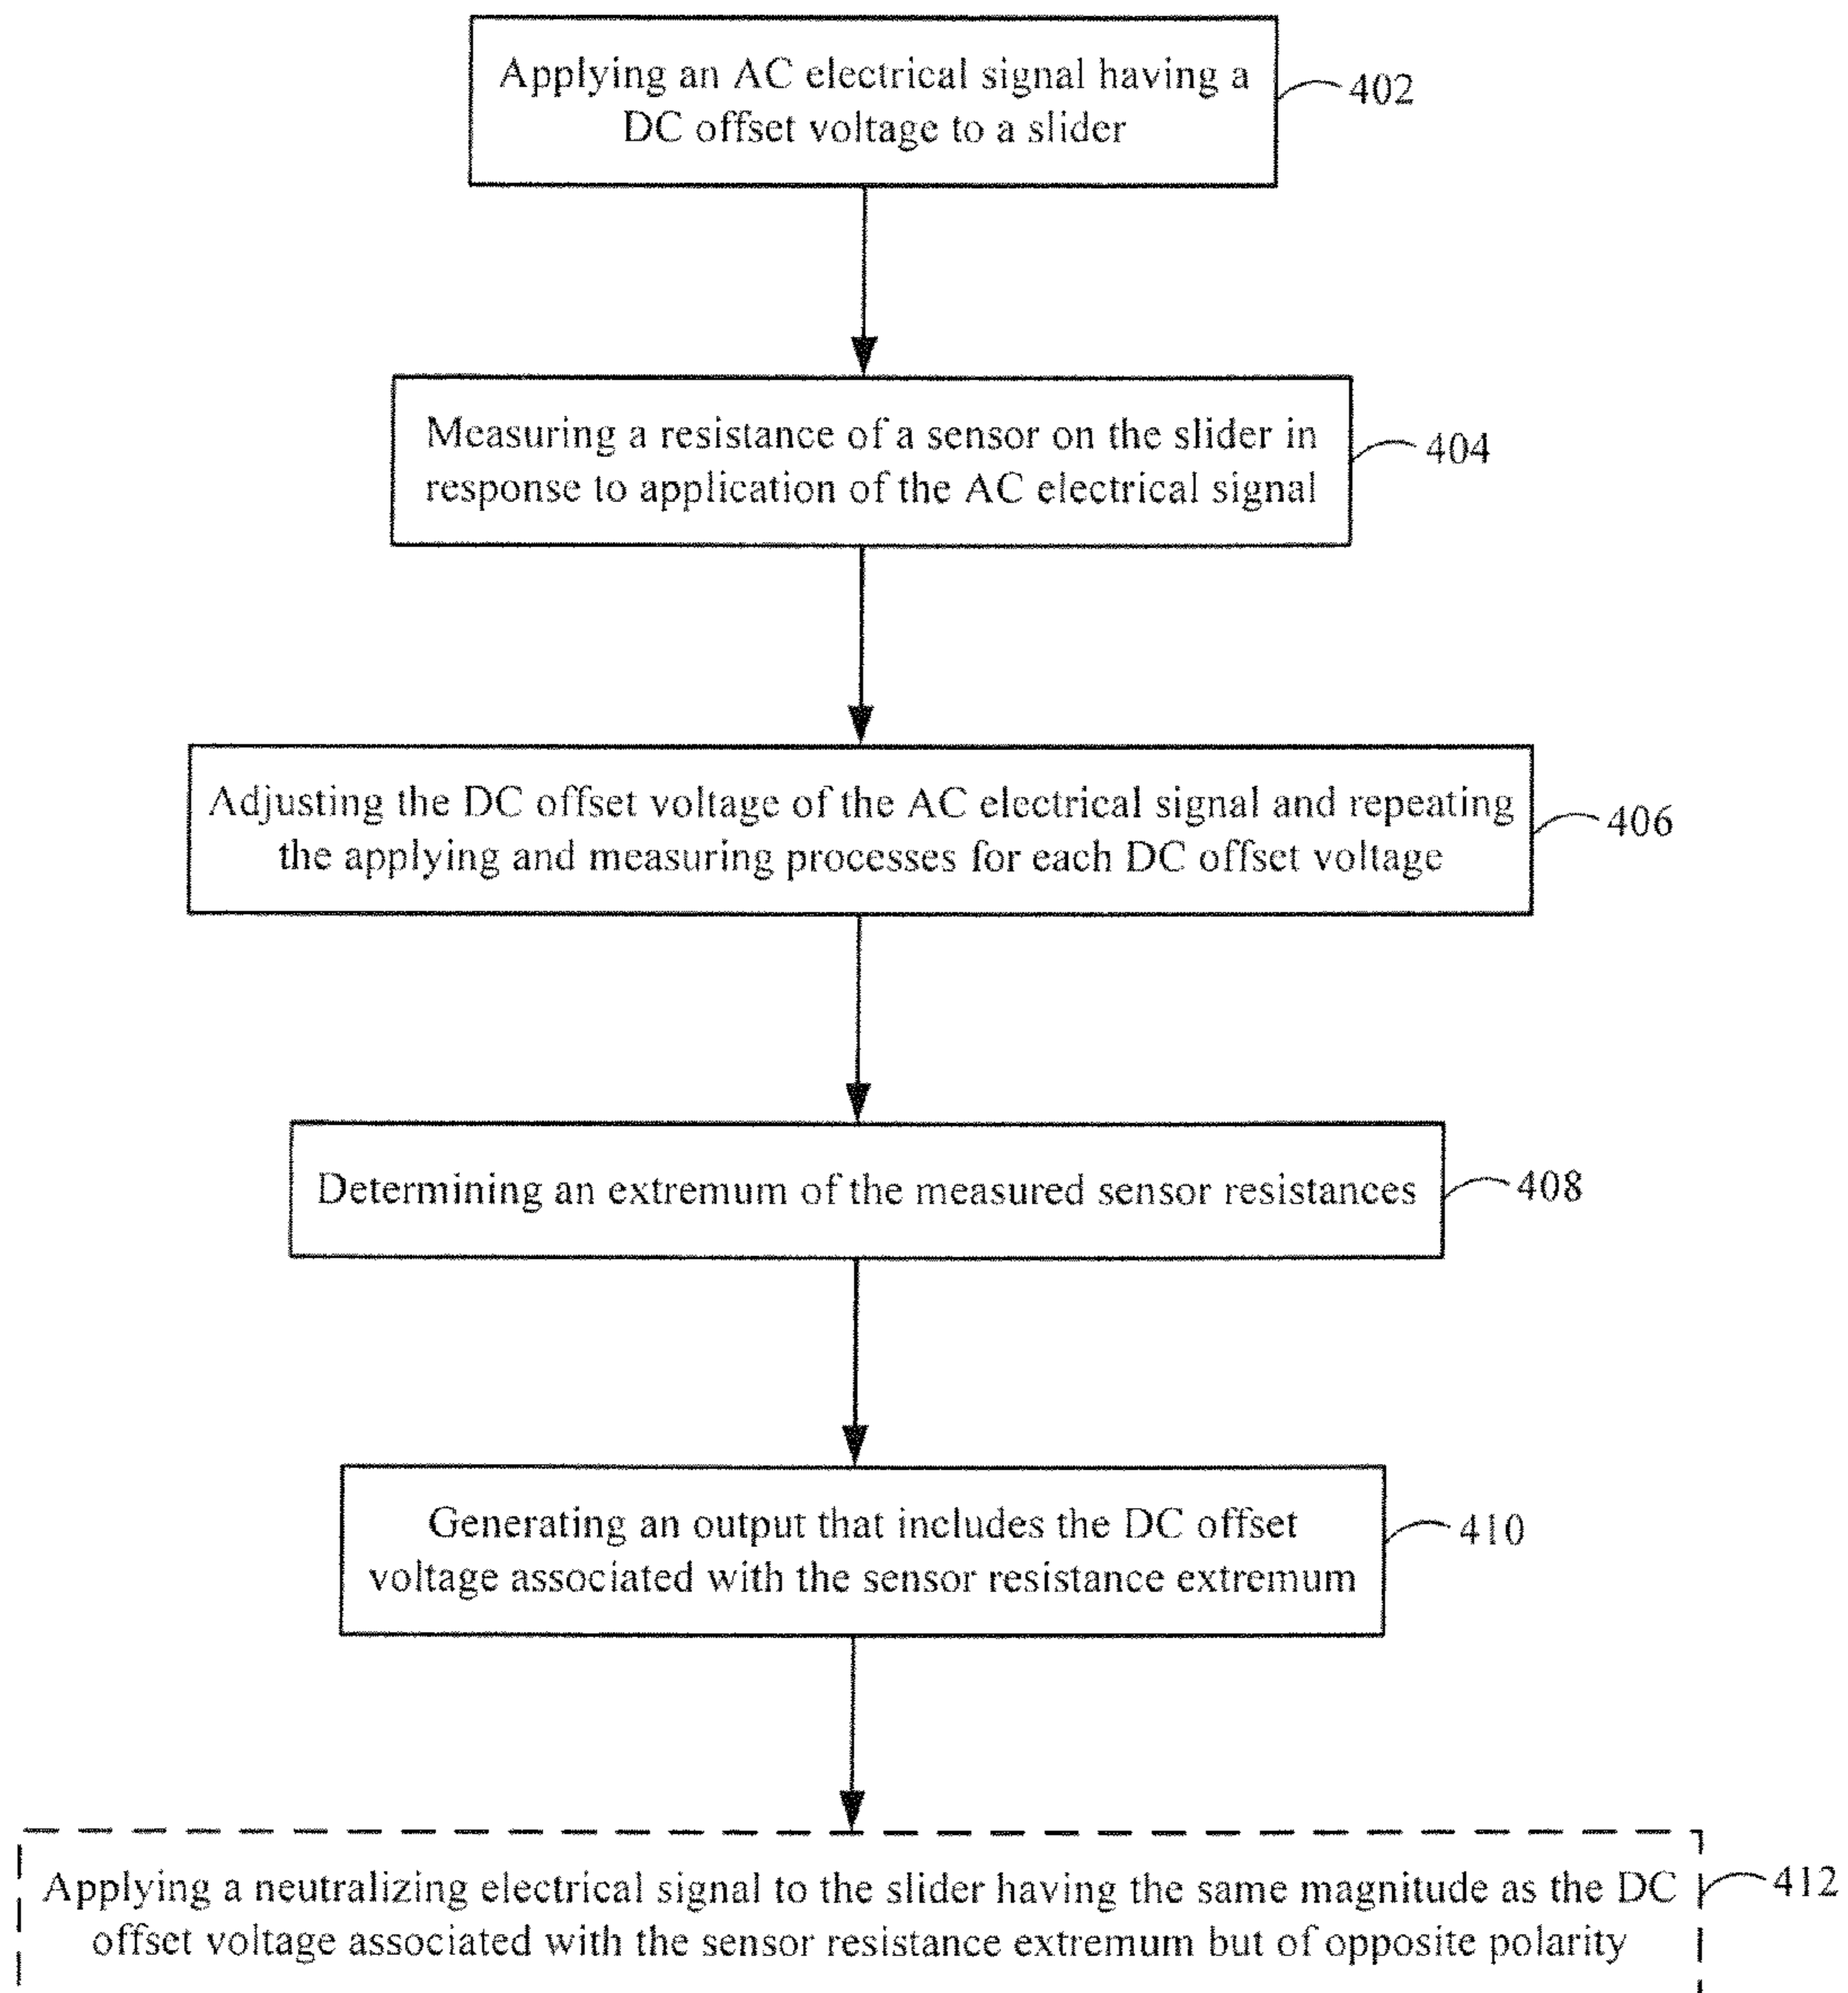 Applying an AC electrical signal having a
DC offset voltage to a slider
402
Measuring a resistance of a sensor on the slider in
response to application of the AC electrical signal
404
Adjusting the DC offset voltage of the AC electrical signal and repeating
the applying and measuring processes for each DC offset voltage
406
Determining an extremum of the measured sensor resistances
408
Generating an output that includes the DC offset
voltage associated with the sensor resistance extremum
410
Applying a neutralizing electrical signal to the slider having the same magnitude as the DC
offset voltage associated with the sensor resistance extremum but of opposite polarity
412